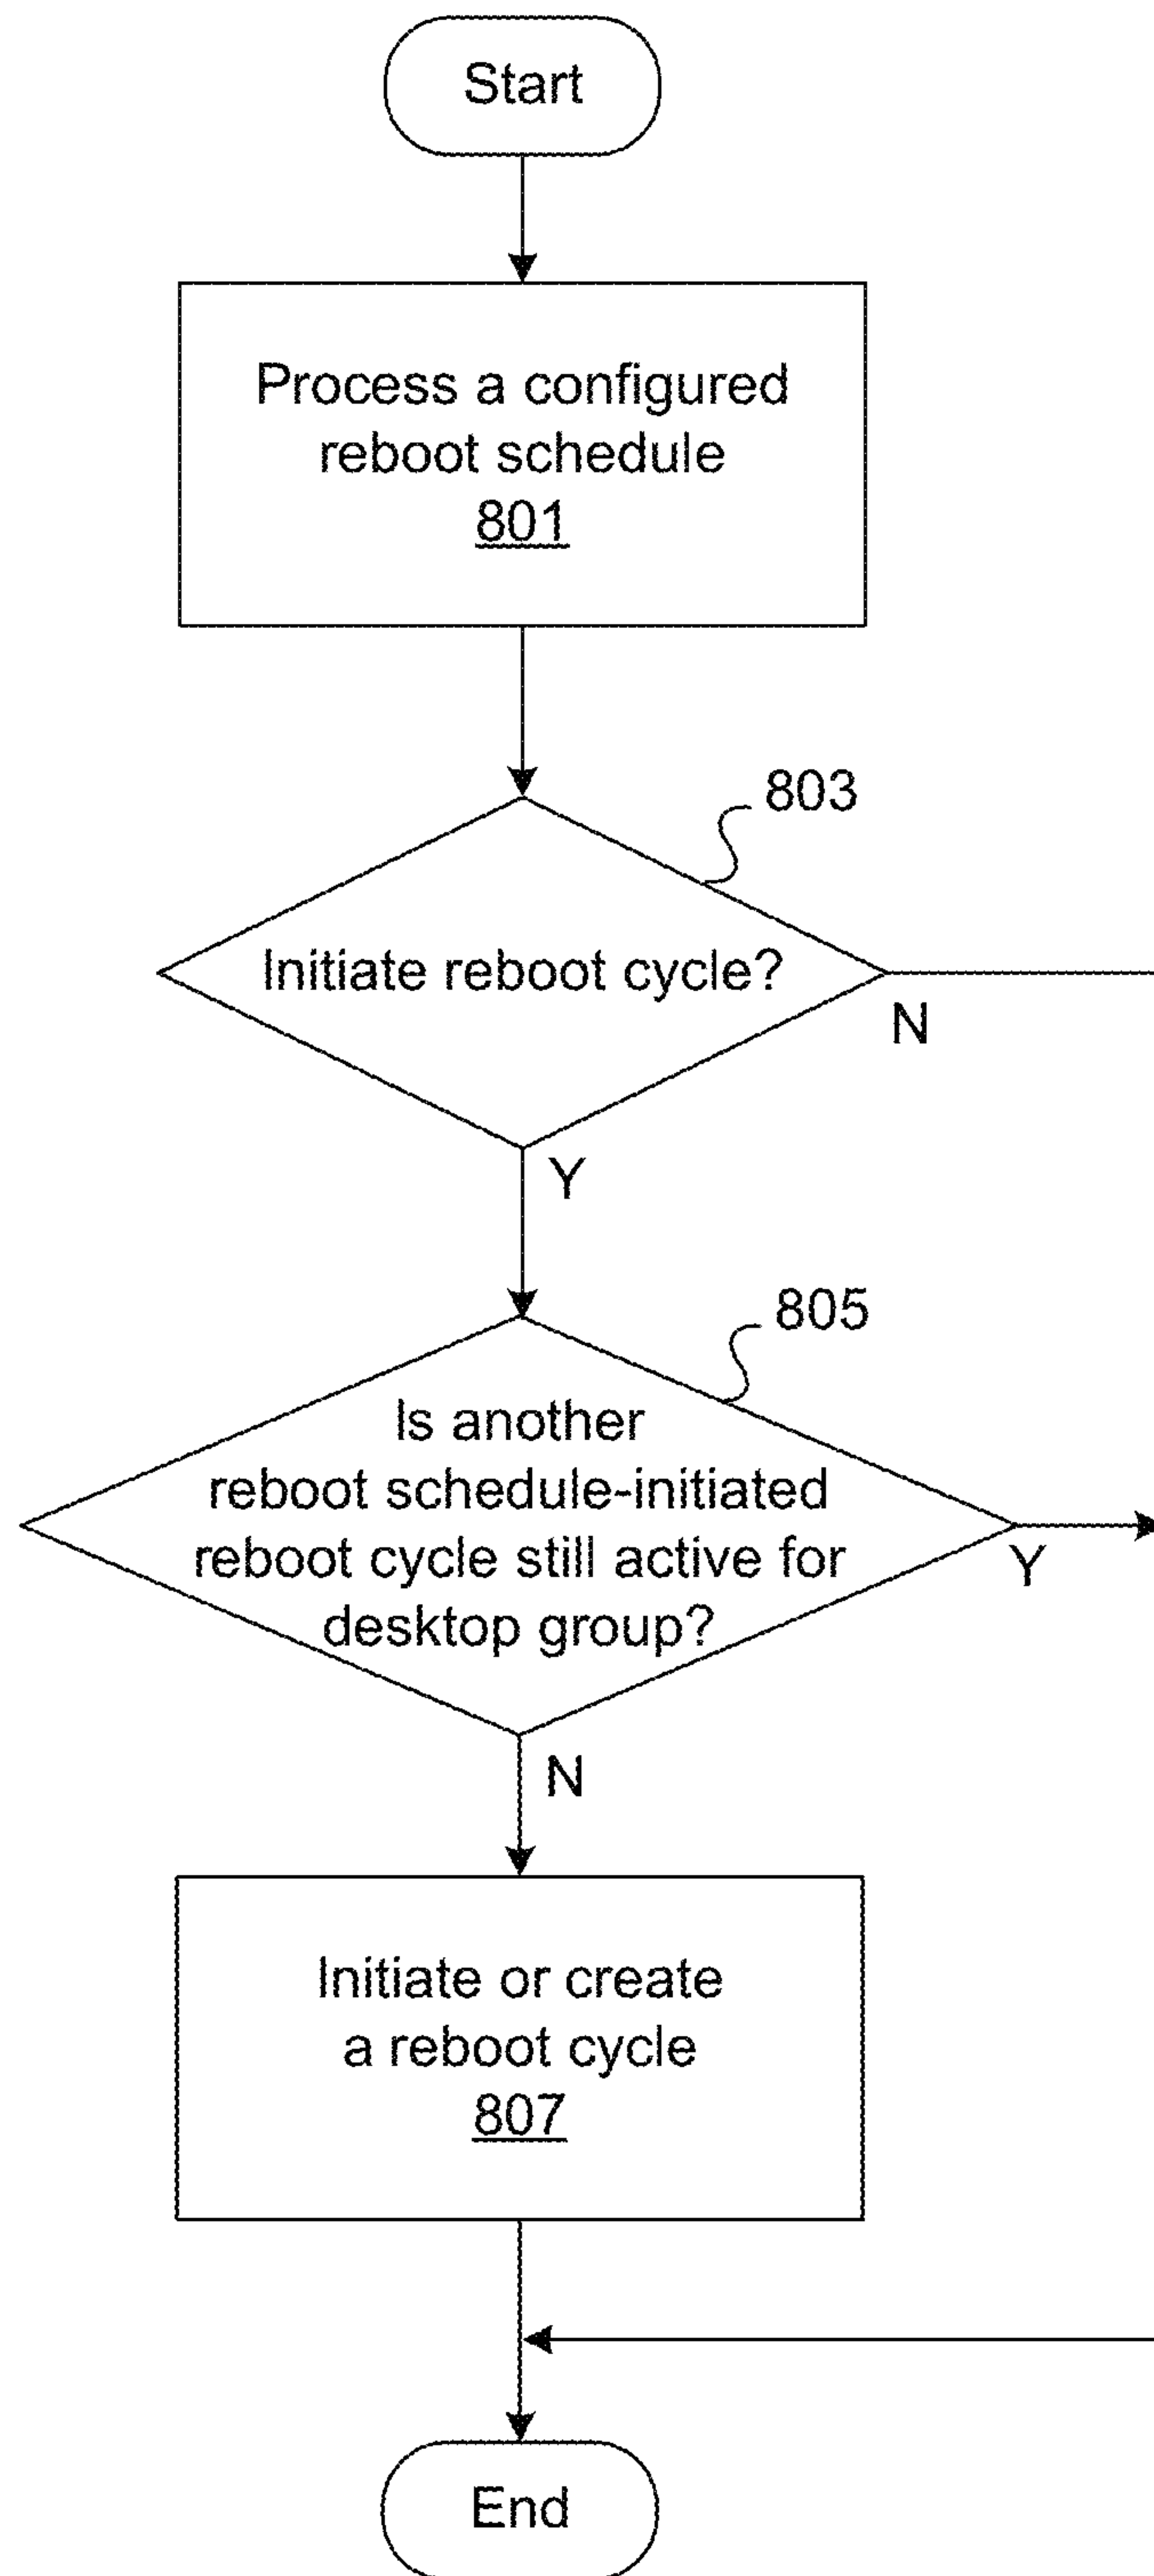 Start
Process a configured
reboot schedule
801
803
Initiate reboot cycle?
N
Y
805
Is another
reboot schedule-initiated
reboot cycle still active for
desktop group?
Y
N
Initiate or create
a reboot cycle
807
End